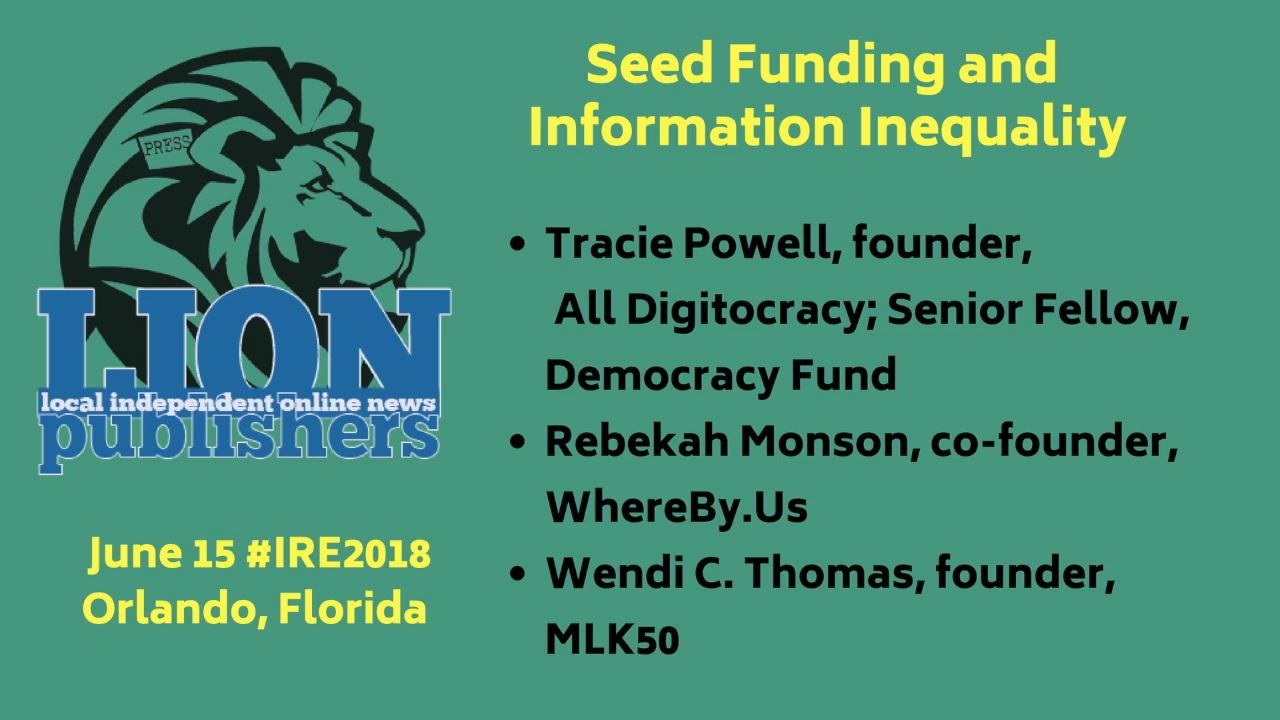 PRESS
LION
local independent online news
publishers
June 15 #IRE2018
Orlando, Florida
Seed Funding and
Information Inequality
• Tracie Powell, founder,
All Digitocracy; Senior Fellow,
Democracy Fund
• Rebekah Monson, co-founder,
WhereBy.Us
• Wendi C. Thomas, founder,
MLK50